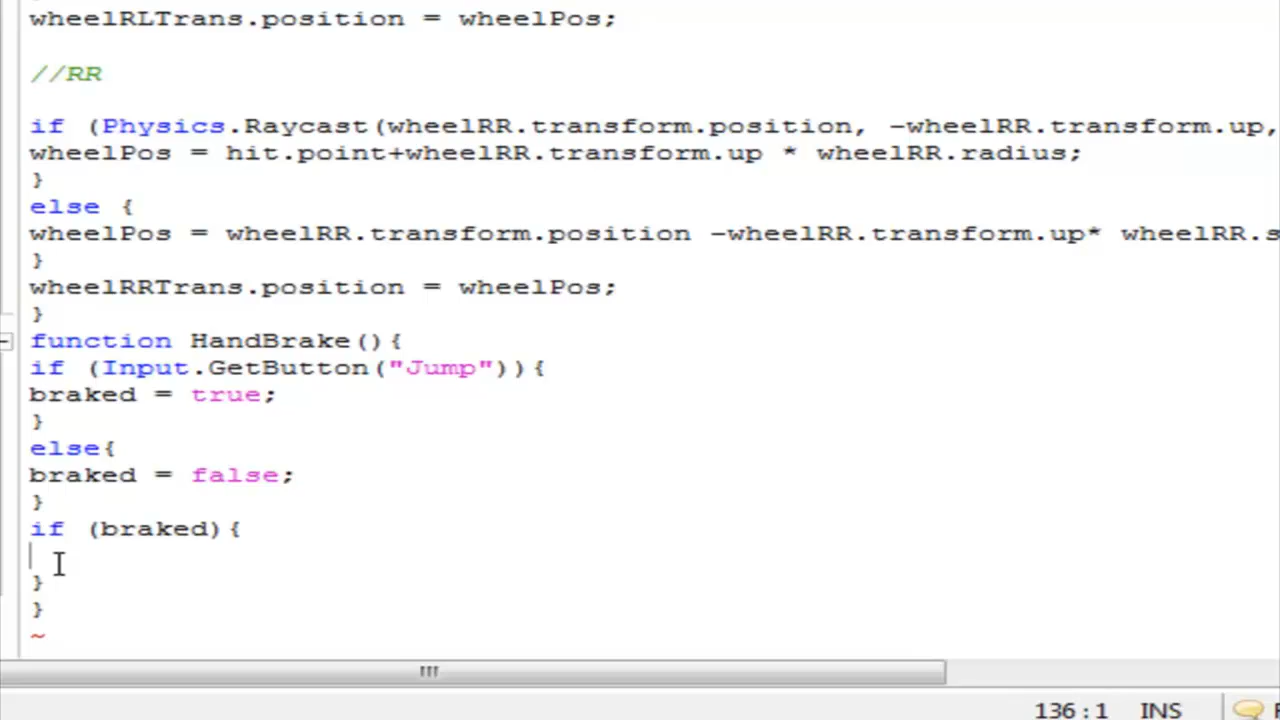 wheelRLTrans.position = wheelPos;
//RR
if (Physics.Raycast(wheelRR.transform.position, -wheelRR.transform.up,
wheelPos = hit.point+wheelRR.transform.up * wheelRR.radius;
}
else {
wheelPos = wheelRR.transform.position -wheelRR.transform.up* wheelRR.s
}
wheelRRTrans.position = wheelPos;
}
function HandBrake(){
if (Input.GetButton("Jump")){
braked = true;
}
else{
braked = false;
}
if (braked){
}
}
~
136 : 1 INS